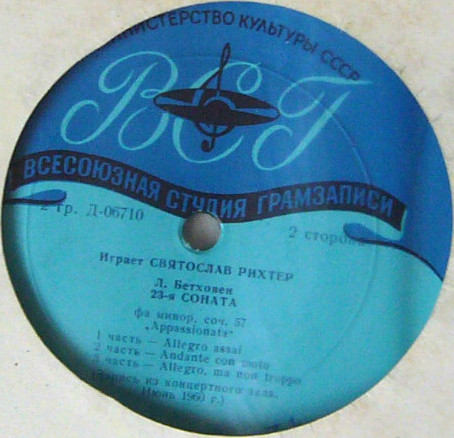 МИНИСТЕРСТВО КУЛЬТУРЫ СССР
ВСГ
ВСЕСОЮЗНАЯ СТУДИЯ ГРАМЗАПИСИ
2 гр. Д-06710
2 сторона
Играет СВЯТОСЛАВ РИХТЕР
Л. Бетховен
23-я СОНАТА
фа минор, соч. 57
„Appassionata“
1 часть — Allegro assai
2 часть — Andante con moto
3 часть — Allegro, ma non troppo
(Запись из концертного зала,
Июнь 1960 г.)